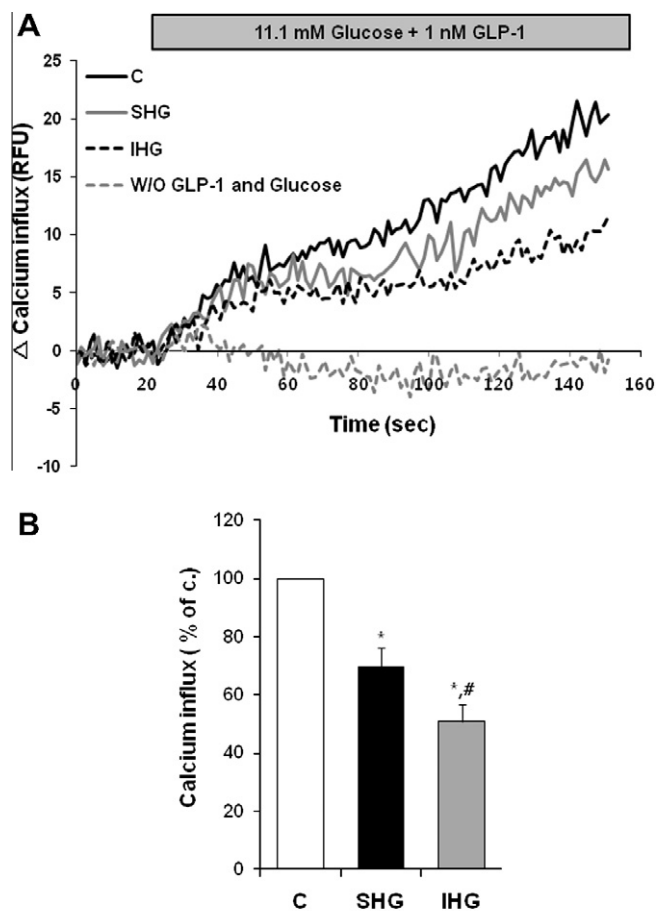 A
11.1 mM Glucose + 1 nM GLP-1
C
SHG
IHG
W/O GLP-1 and Glucose
△ Calcium influx (RFU)
25
20
15
10
5
0
-5
-10
0 20 40 60 80 100 120 140 160
Time (sec)
B
Calcium influx ( % of c.)
120
100
80
60
40
20
0
*
*,#
C SHG IHG